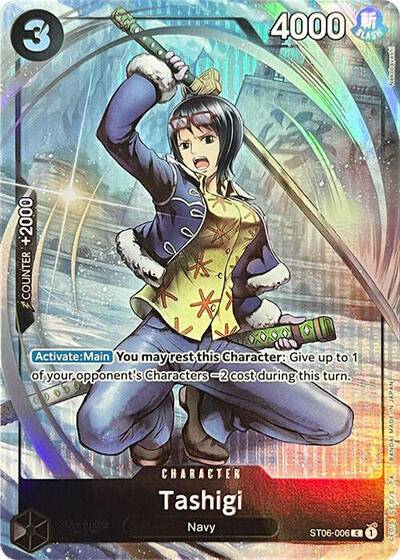 3
4000
斬
SLASH
COUNTER +2000
Activate:Main You may rest this Character: Give up to 1
of your opponent's Characters −2 cost during this turn.
CHARACTER
Tashigi
Navy
ST06-006 C 1